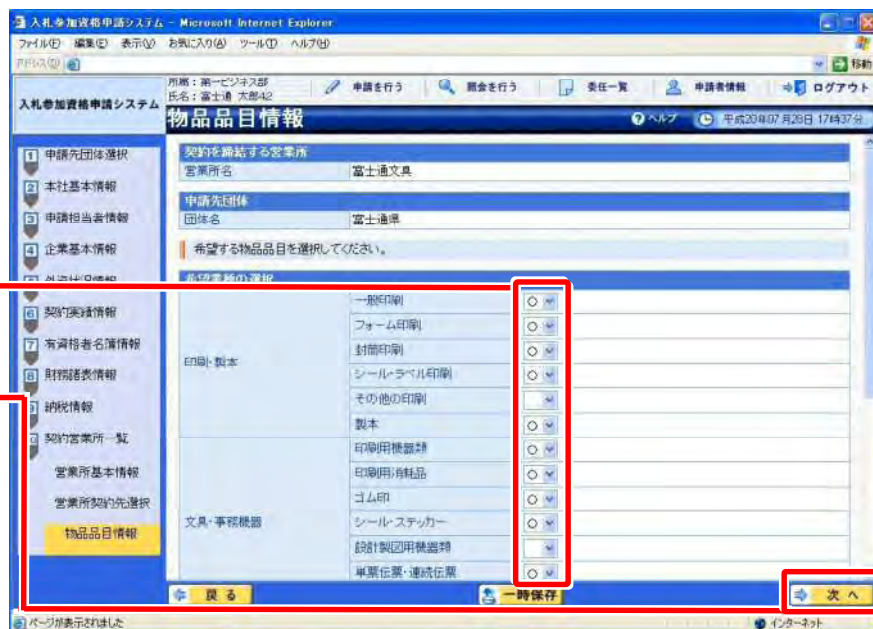 入札参加資格申請システム - Microsoft Internet Explorer
ファイル(F) 編集(E) 表示(V) お気に入り(A) ツール(T) ヘルプ(H)
アドレス(D) 移動
入札参加資格申請システム
所属：第一ビジネス部
氏名：富士通 太郎42
申請を行う 照会を行う 委任一覧 申請者情報 ログアウト
物品品目情報
ヘルプ 平成20年07月28日 17時37分
1 申請先団体選択
2 本社基本情報
3 申請担当者情報
4 企業基本情報
6 契約実績情報
7 有資格者名簿情報
8 財務諸表情報
納税情報
契約営業所一覧
営業所基本情報
営業所契約先選択
物品品目情報
契約を締結する営業所
営業所名 富士通文具
申請先団体
団体名 富士通県
希望する物品品目を選択してください。
希望業種の選択
印刷・製本
一般印刷 ○
フォーム印刷 ○
封筒印刷 ○
シール・ラベル印刷 ○
その他の印刷
製本 ○
文具・事務機器
印刷用機器類 ○
印刷用消耗品 ○
ゴム印 ○
シール・ステッカー ○
設計製図用機器類
単票伝票・連続伝票 ○
戻る 一時保存 次へ
ページが表示されました インターネット